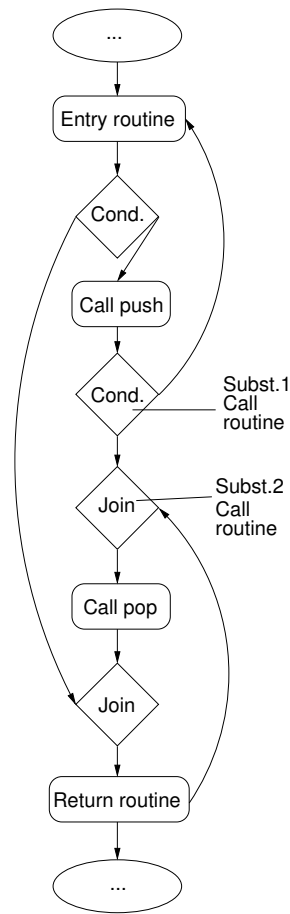 ...
Entry routine
Cond.
Call push
Cond.
Subst.1
Call
routine
Join
Subst.2
Call
routine
Call pop
Join
Return routine
...